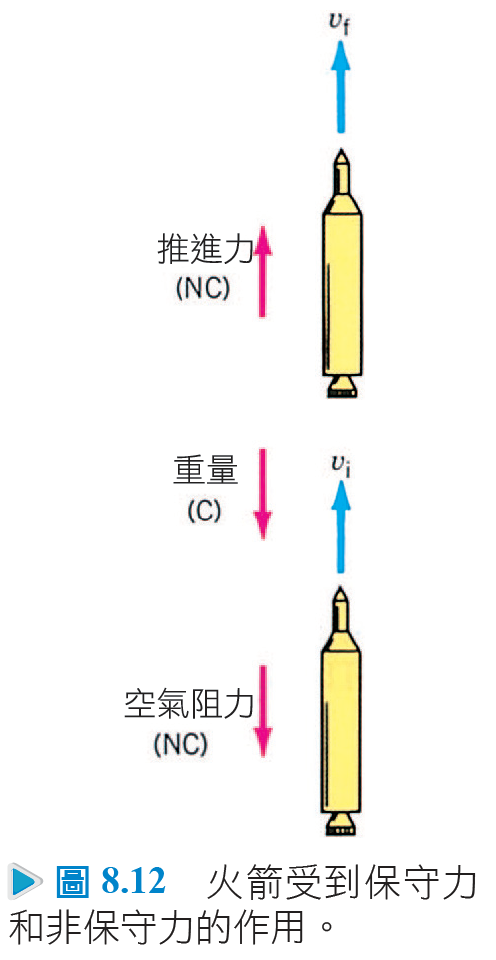 v_f
推進力
(NC)
重量
(C)
v_i
空氣阻力
(NC)
圖 8.12 火箭受到保守力
和非保守力的作用。